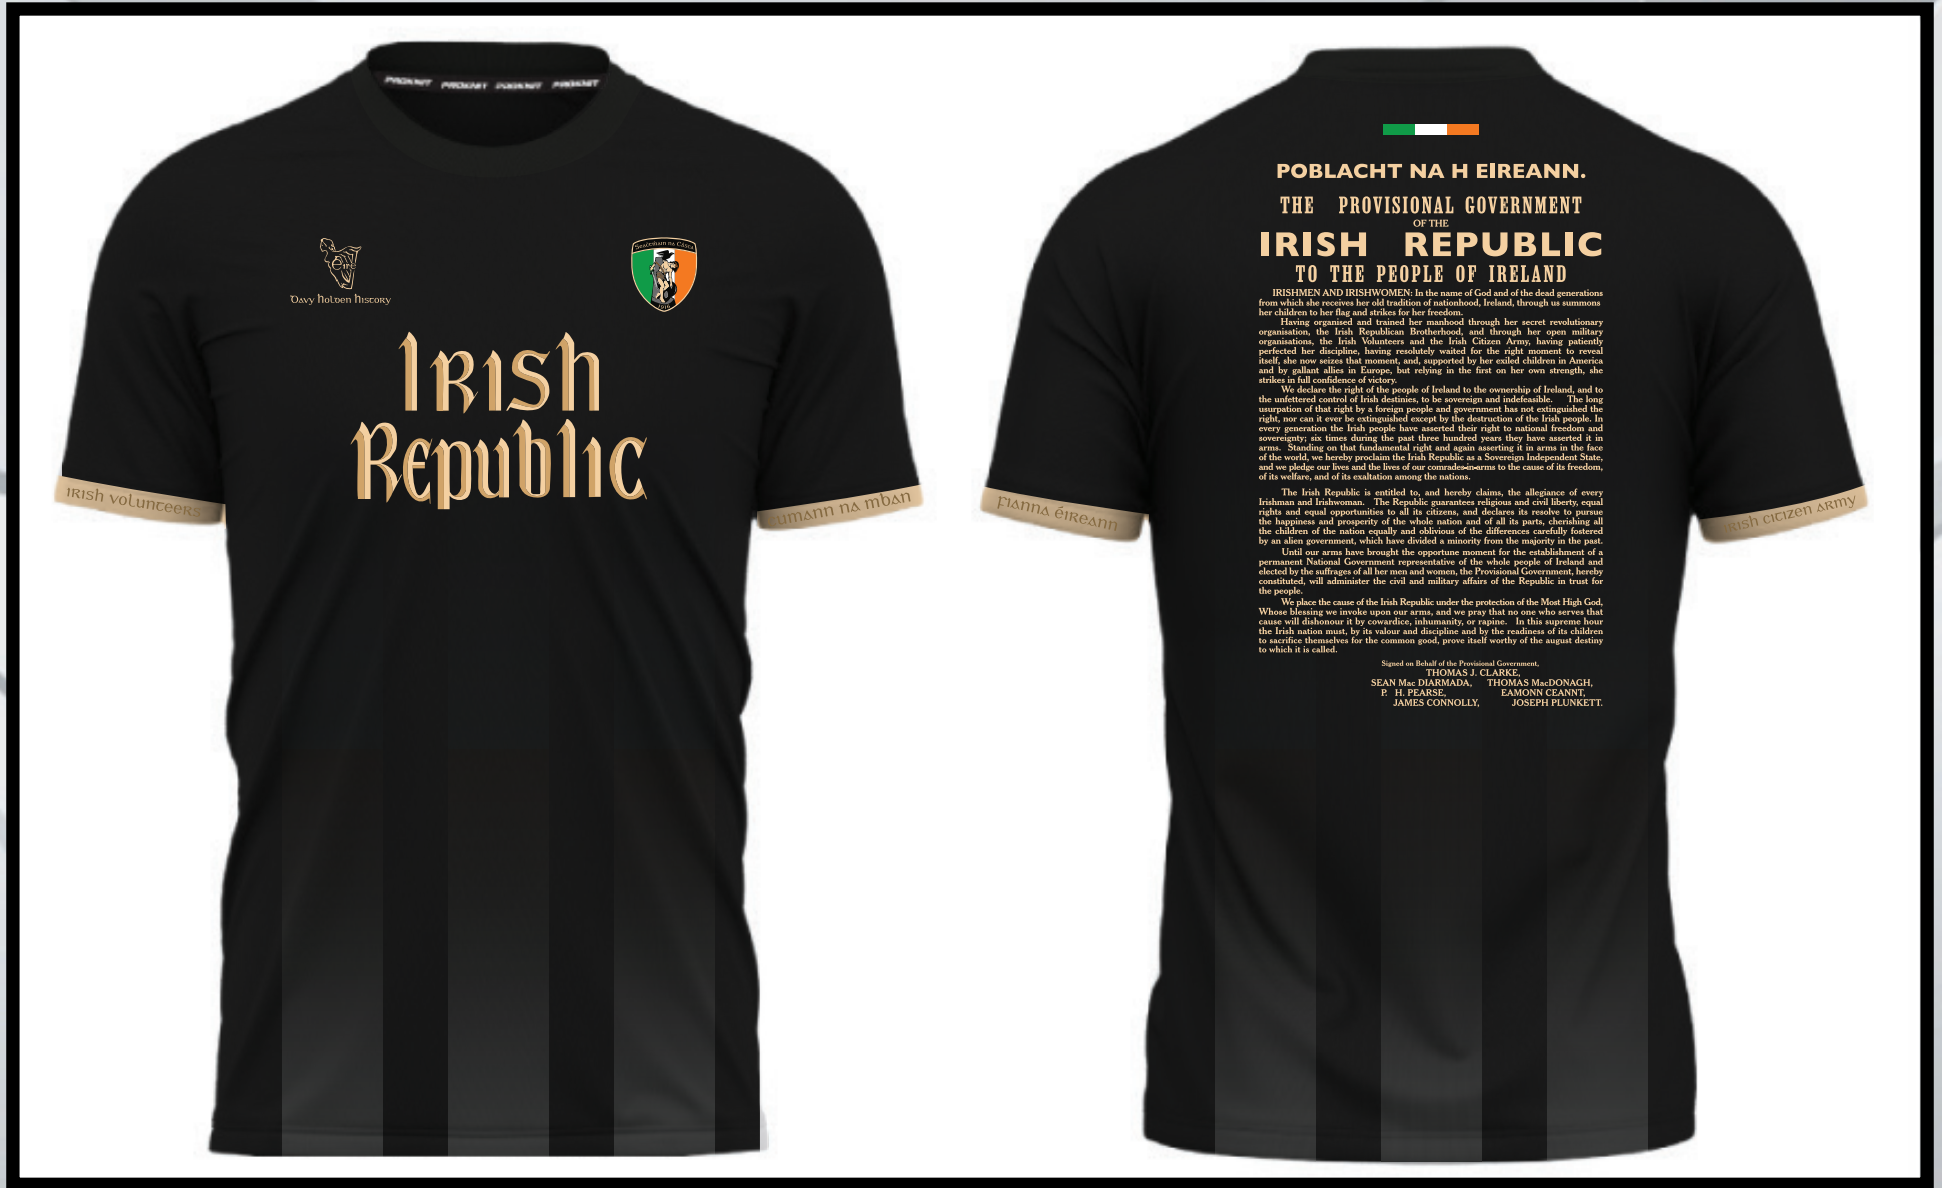 PROKNIT PROKNIT PROKNIT PROKNIT
éire
Davy Holden History
Seachtain na Cásca
1916
Irish
Republic
Irish Volunteers
umann na mBan
POBLACHT NA H EIREANN.
THE PROVISIONAL GOVERNMENT
OF THE
IRISH REPUBLIC
TO THE PEOPLE OF IRELAND
IRISHMEN AND IRISHWOMEN: In the name of God and of the dead generations
from which she receives her old tradition of nationhood, Ireland, through us summons
her children to her flag and strikes for her freedom.
Having organised and trained her manhood through her secret revolutionary
organisation, the Irish Republican Brotherhood, and through her open military
organisations, the Irish Volunteers and the Irish Citizen Army, having patiently
perfected her discipline, having resolutely waited for the right moment to reveal
itself, she now seizes that moment, and, supported by her exiled children in America
and by gallant allies in Europe, but relying in the first on her own strength, she
strikes in full confidence of victory.
We declare the right of the people of Ireland to the ownership of Ireland, and to
the unfettered control of Irish destinies, to be sovereign and indefeasible. The long
usurpation of that right by a foreign people and government has not extinguished the
right, nor can it ever be extinguished except by the destruction of the Irish people. In
every generation the Irish people have asserted their right to national freedom and
sovereignty; six times during the past three hundred years they have asserted it in
arms. Standing on that fundamental right and again asserting it in arms in the face
of the world, we hereby proclaim the Irish Republic as a Sovereign Independent State,
and we pledge our lives and the lives of our comrades-in-arms to the cause of its freedom,
of its welfare, and of its exaltation among the nations.
The Irish Republic is entitled to, and hereby claims, the allegiance of every
Irishman and Irishwoman. The Republic guarantees religious and civil liberty, equal
rights and equal opportunities to all its citizens, and declares its resolve to pursue
the happiness and prosperity of the whole nation and of all its parts, cherishing all
the children of the nation equally and oblivious of the differences carefully fostered
by an alien government, which have divided a minority from the majority in the past.
Until our arms have brought the opportune moment for the establishment of a
permanent National Government representative of the whole people of Ireland and
elected by the suffrages of all her men and women, the Provisional Government, hereby
constituted, will administer the civil and military affairs of the Republic in trust for
the people.
We place the cause of the Irish Republic under the protection of the Most High God,
Whose blessing we invoke upon our arms, and we pray that no one who serves that
cause will dishonour it by cowardice, inhumanity, or rapine. In this supreme hour
the Irish nation must, by its valour and discipline and by the readiness of its children
to sacrifice themselves for the common good, prove itself worthy of the august destiny
to which it is called.
Signed on Behalf of the Provisional Government,
THOMAS J. CLARKE,
SEAN Mac DIARMADA, THOMAS MacDONAGH,
P. H. PEARSE, EAMONN CEANNT,
JAMES CONNOLLY, JOSEPH PLUNKETT.
Fianna Éireann
Irish Citizen Army